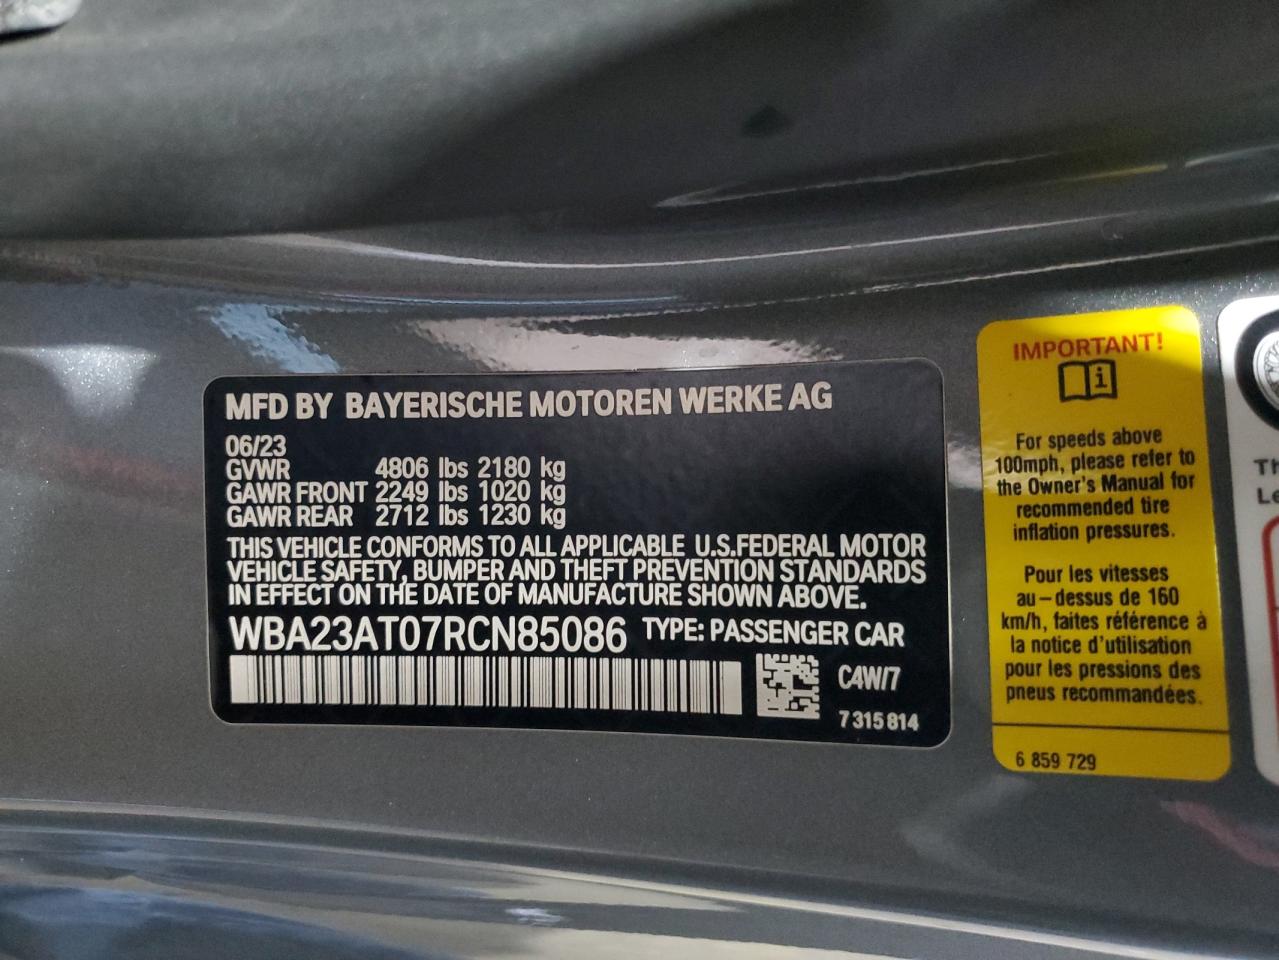 MFD BY BAYERISCHE MOTOREN WERKE AG
06/23
GVWR 4806 lbs 2180 kg
GAWR FRONT 2249 lbs 1020 kg
GAWR REAR 2712 lbs 1230 kg
THIS VEHICLE CONFORMS TO ALL APPLICABLE U.S.FEDERAL MOTOR
VEHICLE SAFETY, BUMPER AND THEFT PREVENTION STANDARDS
IN EFFECT ON THE DATE OF MANUFACTURE SHOWN ABOVE.
WBA23AT07RCN85086 TYPE: PASSENGER CAR
C4W/7
7 315 814
IMPORTANT!
i
For speeds above
100mph, please refer to
the Owner's Manual for
recommended tire
inflation pressures.
Pour les vitesses
au-dessus de 160
km/h, faites référence à
la notice d'utilisation
pour les pressions des
pneus recommandées.
6 859 729